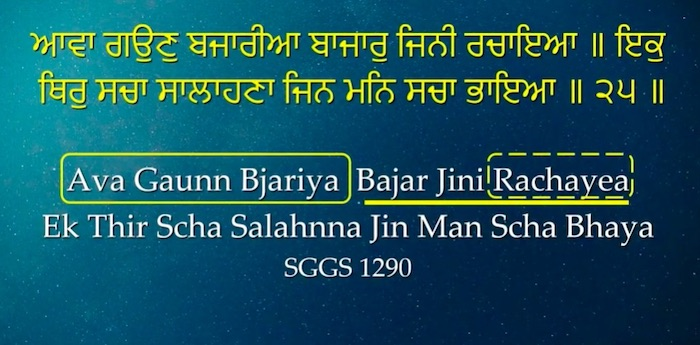 ਆਵਾ ਗਉਣੁ ਬਜਾਰੀਆ ਬਾਜਾਰੁ ਜਿਨੀ ਰਚਾਇਆ ॥ ਇਕੁ
ਥਿਰੁ ਸਚਾ ਸਾਲਾਹਣਾ ਜਿਨ ਮਨਿ ਸਚਾ ਭਾਇਆ ॥ ੨੫ ॥
Ava Gaunn Bjariya Bajar Jini Rachayea
Ek Thir Scha Salahnna Jin Man Scha Bhaya
SGGS 1290